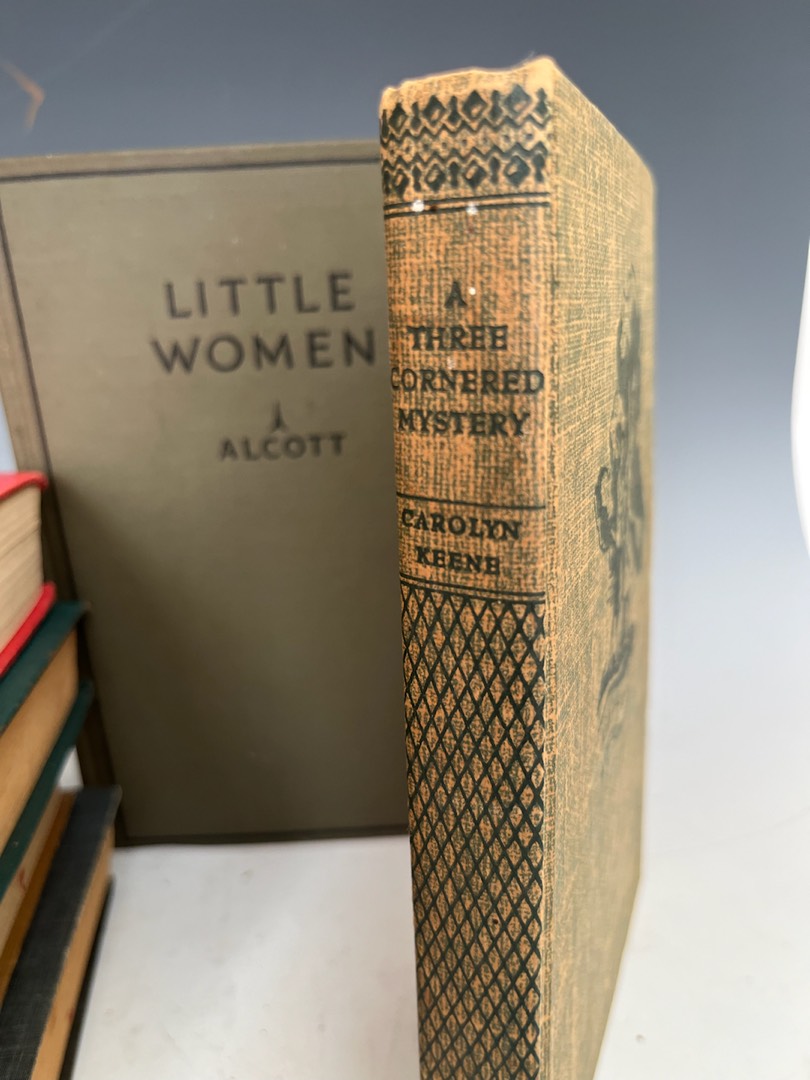 LITTLE
WOMEN
ALCOTT
A
THREE
CORNERED
MYSTERY
CAROLYN
KEENE